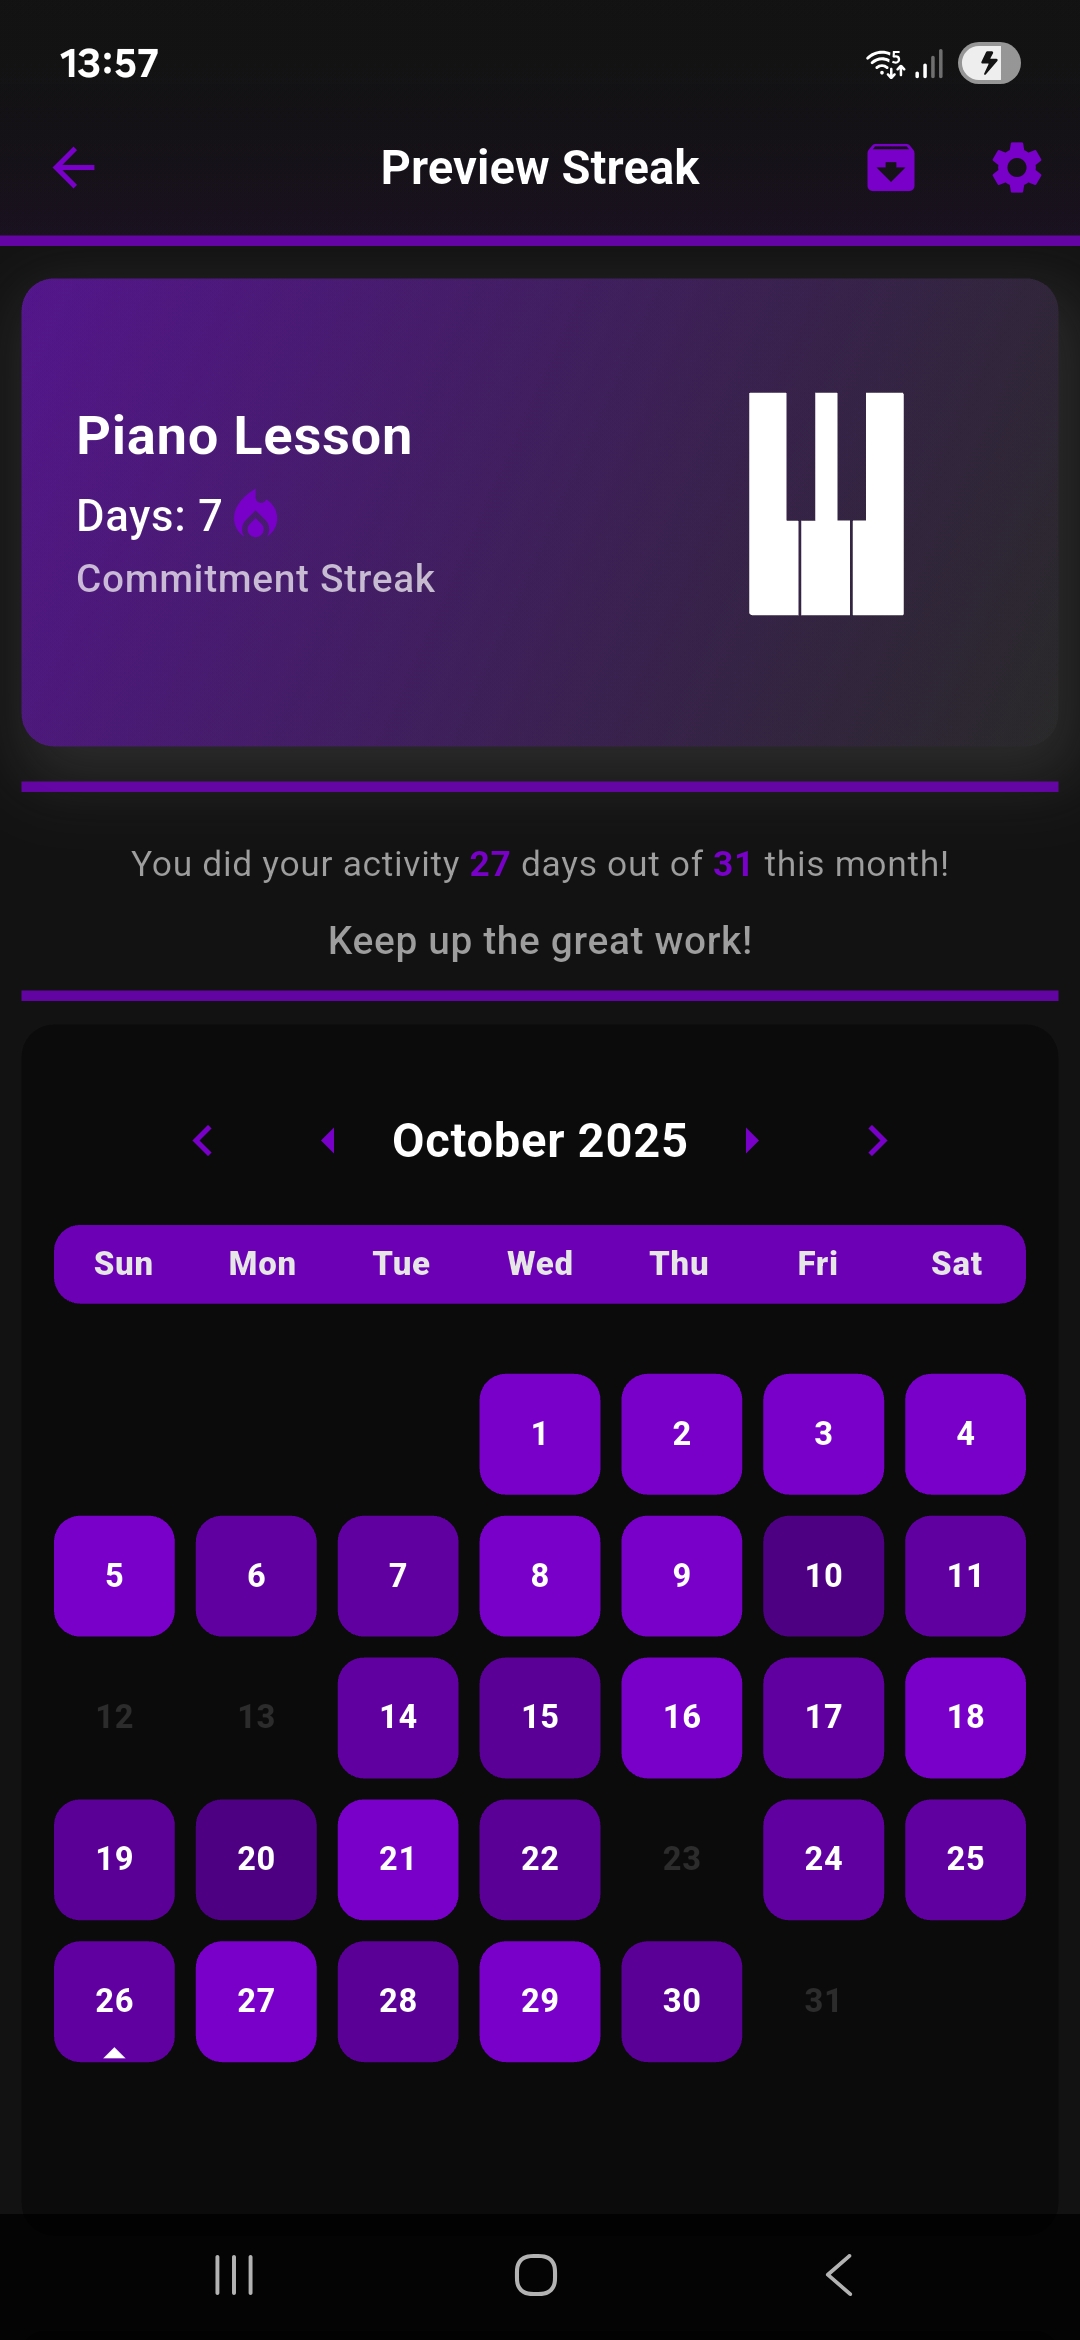 13:57
5
Preview Streak
Piano Lesson
Days: 7
Commitment Streak
You did your activity 27 days out of 31 this month!
Keep up the great work!
October 2025
Sun Mon Tue Wed Thu Fri Sat
1 2 3 4
5 6 7 8 9 10 11
12 13 14 15 16 17 18
19 20 21 22 23 24 25
26 27 28 29 30 31